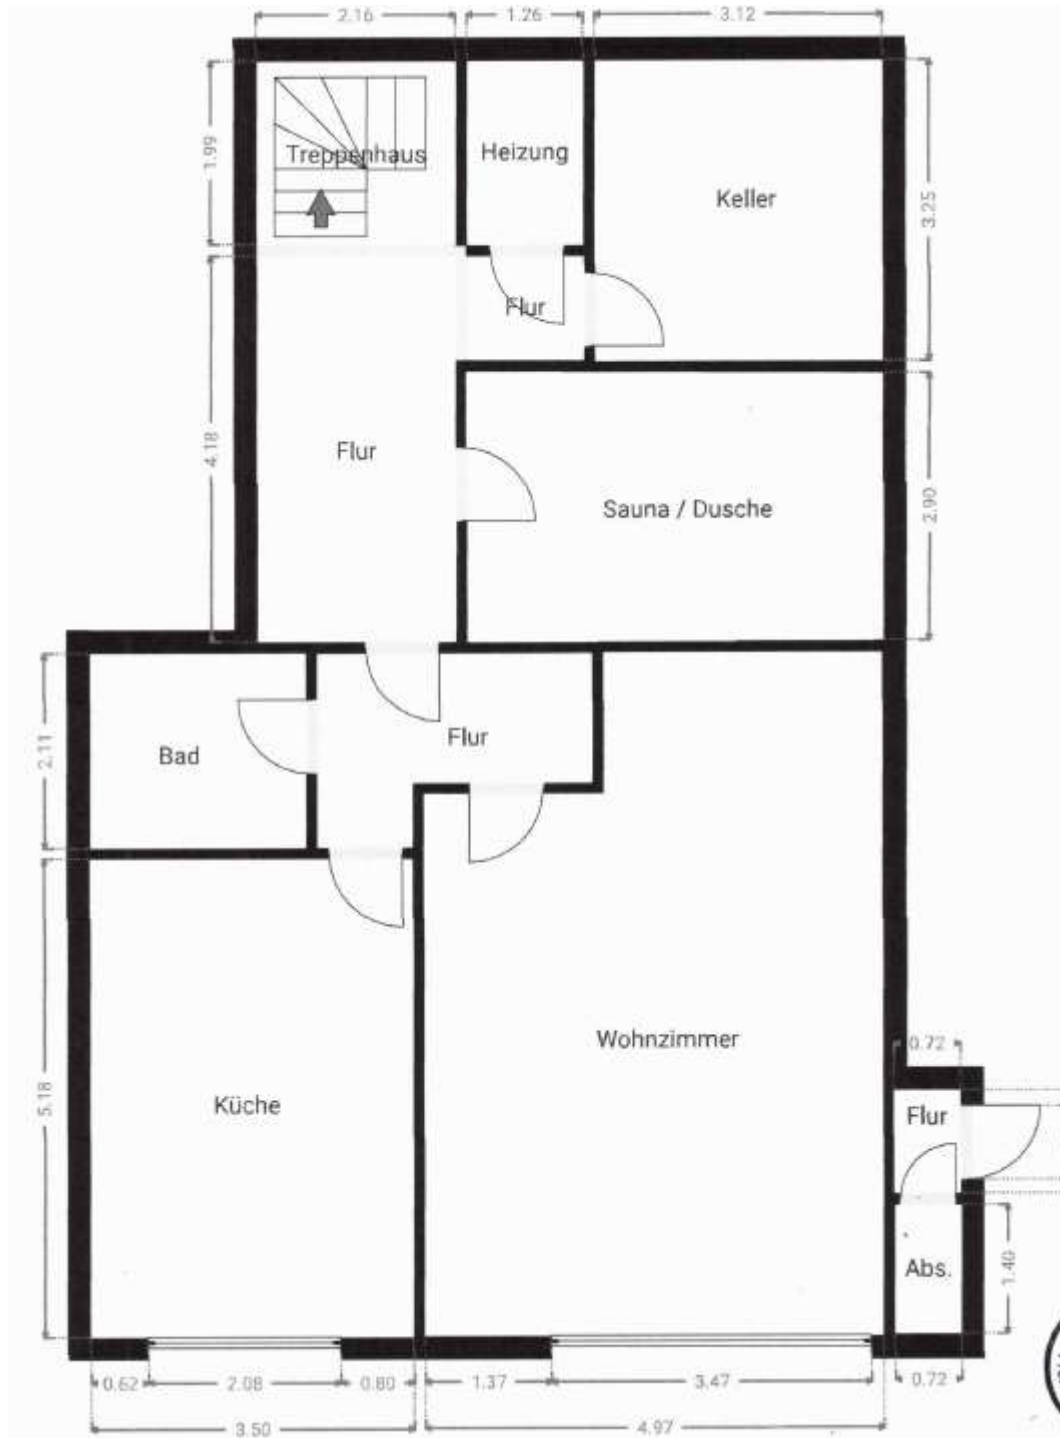 2.16 1.26 3.12
1.99
Treppenhaus
Heizung
Keller
3.25
Flur
4.18
Flur
Sauna / Dusche
2.90
2.11
Bad
Flur
Wohnzimmer
0.72
5.18
Küche
Flur
Abs.
1.40
0.62 2.08 0.80 1.37 3.47 0.72
3.50 4.97